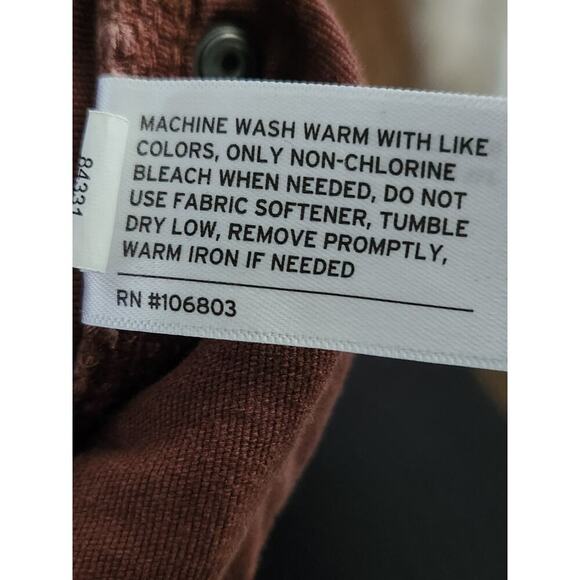 MACHINE WASH WARM WITH LIKE
COLORS, ONLY NON-CHLORINE
BLEACH WHEN NEEDED, DO NOT
USE FABRIC SOFTENER, TUMBLE
DRY LOW, REMOVE PROMPTLY,
WARM IRON IF NEEDED
RN #106803
84331